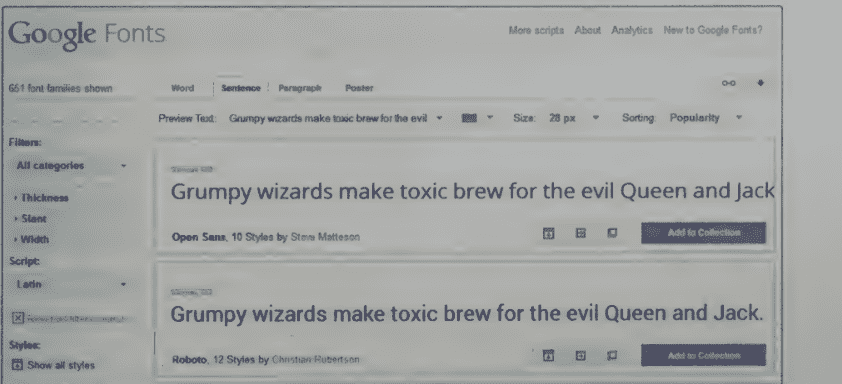 Google Fonts
More scripts About Analytics New to Google Fonts?
651 font families shown
Word Sentence Paragraph Poster
Preview Text: Grumpy wizards make toxic brew for the evil Size: 28 px Sorting: Popularity
Filters:
All categories
Thickness
Slant
Width
Script:
Latin
Styles:
Show all styles
Grumpy wizards make toxic brew for the evil Queen and Jack
Open Sans, 10 Styles by Steve Matteson
Add to Collection
Grumpy wizards make toxic brew for the evil Queen and Jack.
Roboto, 12 Styles by Christian Robertson
Add to Collection